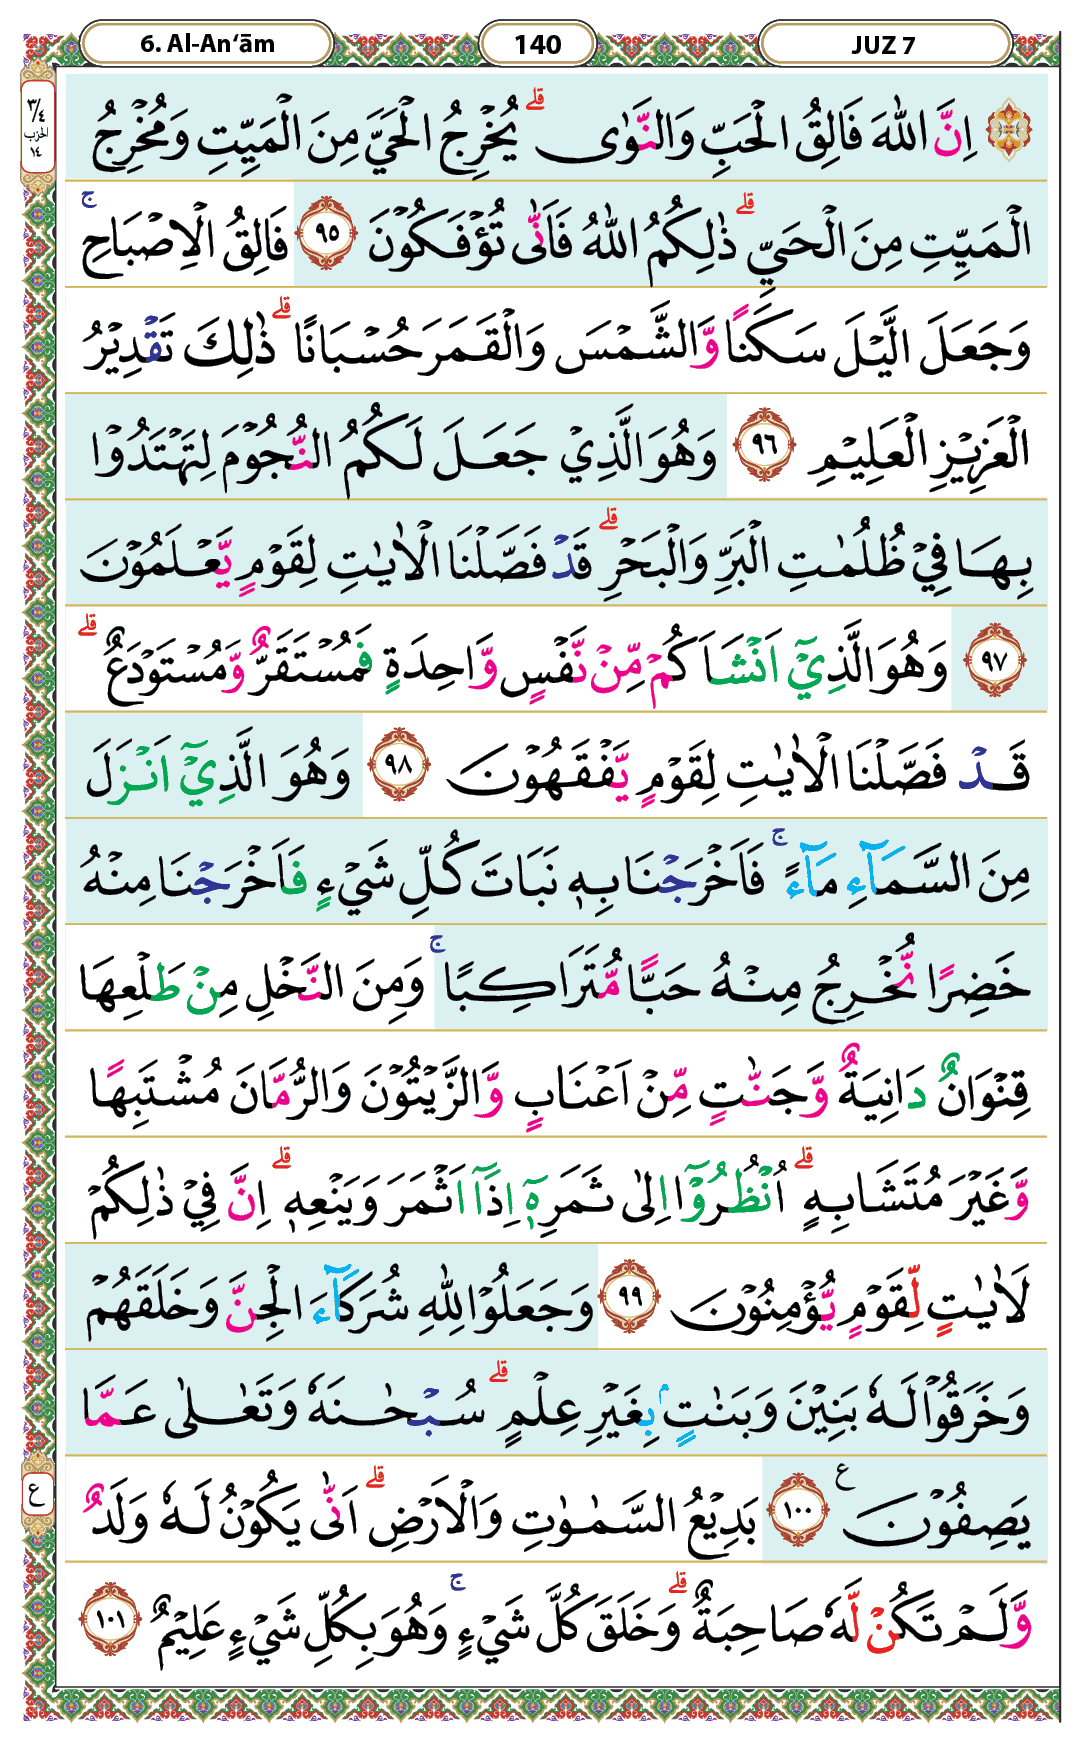 6. Al-An‘ām
140
JUZ 7
٣/٤
الحزب
١٤
اِنَّ اللّٰهَ فَالِقُ الْحَبِّ وَالنَّوٰىۗ يُخْرِجُ الْحَيَّ مِنَ الْمَيِّتِ وَمُخْرِجُ
الْمَيِّتِ مِنَ الْحَيِّۗ ذٰلِكُمُ اللّٰهُ فَاَنّٰى تُؤْفَكُوْنَ ٩٥ فَالِقُ الْاِصْبَاحِۚ
وَجَعَلَ الَّيْلَ سَكَنًا وَّالشَّمْسَ وَالْقَمَرَ حُسْبَانًاۗ ذٰلِكَ تَقْدِيْرُ
الْعَزِيْزِ الْعَلِيْمِ ٩٦ وَهُوَ الَّذِيْ جَعَلَ لَكُمُ النُّجُوْمَ لِتَهْتَدُوْا
بِهَا فِيْ ظُلُمٰتِ الْبَرِّ وَالْبَحْرِۗ قَدْ فَصَّلْنَا الْاٰيٰتِ لِقَوْمٍ يَّعْلَمُوْنَ
٩٧ وَهُوَ الَّذِيْٓ اَنْشَاَكُمْ مِّنْ نَّفْسٍ وَّاحِدَةٍ فَمُسْتَقَرٌّ وَّمُسْتَوْدَعٌۗ
قَدْ فَصَّلْنَا الْاٰيٰتِ لِقَوْمٍ يَّفْقَهُوْنَ ٩٨ وَهُوَ الَّذِيْٓ اَنْزَلَ
مِنَ السَّمَاۤءِ مَاۤءًۚ فَاَخْرَجْنَا بِهٖ نَبَاتَ كُلِّ شَيْءٍ فَاَخْرَجْنَا مِنْهُ
خَضِرًا نُّخْرِجُ مِنْهُ حَبًّا مُّتَرَاكِبًاۚ وَمِنَ النَّخْلِ مِنْ طَلْعِهَا
قِنْوَانٌ دَانِيَةٌ وَّجَنّٰتٍ مِّنْ اَعْنَابٍ وَّالزَّيْتُوْنَ وَالرُّمَّانَ مُشْتَبِهًا
وَّغَيْرَ مُتَشَابِهٍۗ اُنْظُرُوْٓا اِلٰى ثَمَرِهٖٓ اِذَآ اَثْمَرَ وَيَنْعِهٖۗ اِنَّ فِيْ ذٰلِكُمْ
لَاٰيٰتٍ لِّقَوْمٍ يُّؤْمِنُوْنَ ٩٩ وَجَعَلُوْا لِلّٰهِ شُرَكَاۤءَ الْجِنَّ وَخَلَقَهُمْ
وَخَرَقُوْا لَهٗ بَنِيْنَ وَبَنٰتٍۢ بِغَيْرِ عِلْمٍۗ سُبْحٰنَهٗ وَتَعٰلٰى عَمَّا
يَصِفُوْنَ ع ١٠٠ بَدِيْعُ السَّمٰوٰتِ وَالْاَرْضِۗ اَنّٰى يَكُوْنُ لَهٗ وَلَدٌ
ع
وَّلَمْ تَكُنْ لَّهٗ صَاحِبَةٌۗ وَخَلَقَ كُلَّ شَيْءٍۚ وَهُوَ بِكُلِّ شَيْءٍ عَلِيْمٌ ١٠١